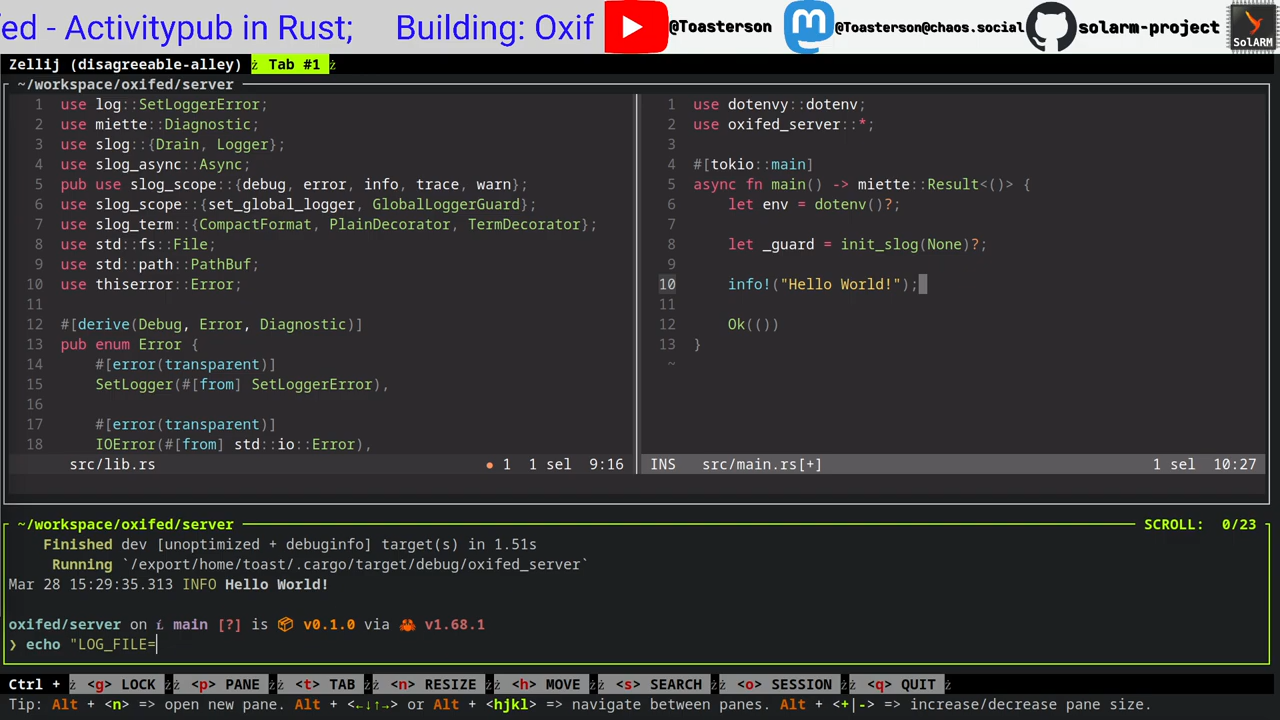 fed - Activitypub in Rust; Building: Oxif
@Toasterson @Toasterson@chaos.social solarm-project SolARM
Zellij (disagreeable-alley) Tab #1
~/workspace/oxifed/server
1 use log::SetLoggerError;
2 use miette::Diagnostic;
3 use slog::{Drain, Logger};
4 use slog_async::Async;
5 pub use slog_scope::{debug, error, info, trace, warn};
6 use slog_scope::{set_global_logger, GlobalLoggerGuard};
7 use slog_term::{CompactFormat, PlainDecorator, TermDecorator};
8 use std::fs::File;
9 use std::path::PathBuf;
10 use thiserror::Error;
11
12 #[derive(Debug, Error, Diagnostic)]
13 pub enum Error {
14     #[error(transparent)]
15     SetLogger(#[from] SetLoggerError),
16
17     #[error(transparent)]
18     IOError(#[from] std::io::Error),
src/lib.rs ● 1 1 sel 9:16
1 use dotenvy::dotenv;
2 use oxifed_server::*;
3
4 #[tokio::main]
5 async fn main() -> miette::Result<()> {
6     let env = dotenv()?;
7
8     let _guard = init_slog(None)?;
9
10     info!("Hello World!");
11
12     Ok(())
13 }
~
INS src/main.rs[+] 1 sel 10:27
~/workspace/oxifed/server SCROLL: 0/23
Finished dev [unoptimized + debuginfo] target(s) in 1.51s
Running `/export/home/toast/.cargo/target/debug/oxifed_server`
Mar 28 15:29:35.313 INFO Hello World!
oxifed/server on main [?] is 📦 v0.1.0 via 🦀 v1.68.1
❯ echo "LOG_FILE=
Ctrl + <g> LOCK <p> PANE <t> TAB <n> RESIZE <h> MOVE <s> SEARCH <o> SESSION <q> QUIT
Tip: Alt + <n> => open new pane. Alt + <←↓↑→> or Alt + <hjkl> => navigate between panes. Alt + <+|-> => increase/decrease pane size.